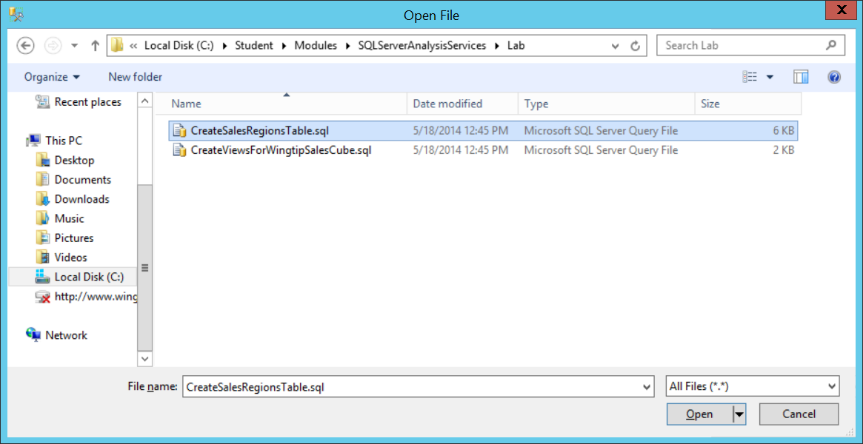 Open File
X
« Local Disk (C:) Student Modules SQLServerAnalysisServices Lab
Search Lab
Organize New folder
Recent places
This PC
Desktop
Documents
Downloads
Music
Pictures
Videos
Local Disk (C:)
http://www.wing
Network
Name Date modified Type Size
CreateSalesRegionsTable.sql 5/18/2014 12:45 PM Microsoft SQL Server Query File 6 KB
CreateViewsForWingtipSalesCube.sql 5/18/2014 12:45 PM Microsoft SQL Server Query File 2 KB
File name: CreateSalesRegionsTable.sql All Files (*.*)
Open Cancel